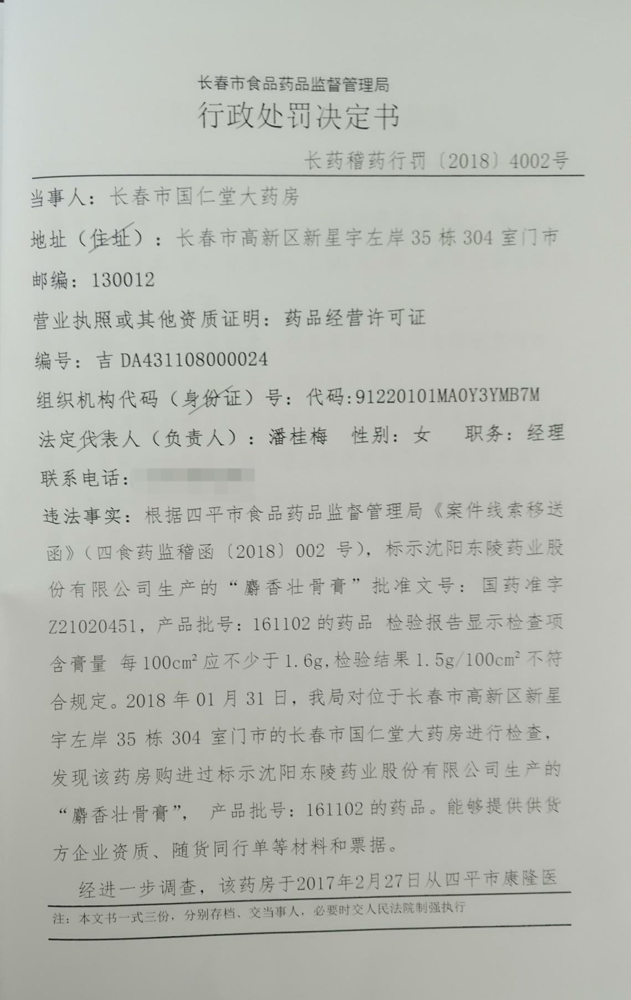 长春市食品药品监督管理局
行政处罚决定书
长药稽药行罚〔2018〕4002号
当事人：长春市国仁堂大药房
地址（住址）：长春市高新区新星宇左岸35栋304室门市
邮编：130012
营业执照或其他资质证明：药品经营许可证
编号：吉DA431108000024
组织机构代码（身份证）号：代码:91220101MA0Y3YMB7M
法定代表人（负责人）：潘桂梅 性别：女 职务：经理
联系电话：
违法事实：根据四平市食品药品监督管理局《案件线索移送
函》（四食药监稽函〔2018〕002 号），标示沈阳东陵药业股
份有限公司生产的“麝香壮骨膏”批准文号：国药准字
Z21020451，产品批号：161102的药品 检验报告显示检查项
含膏量 每100cm²应不少于1.6g,检验结果1.5g/100cm²不符
合规定。2018年01月31日，我局对位于长春市高新区新星
宇左岸 35 栋 304 室门市的长春市国仁堂大药房进行检查，
发现该药房购进过标示沈阳东陵药业股份有限公司生产的
“麝香壮骨膏”， 产品批号：161102的药品。能够提供供货
方企业资质、随货同行单等材料和票据。
经进一步调查，该药房于2017年2月27日从四平市康隆医
注：本文书一式三份，分别存档、交当事人，必要时交人民法院制强执行